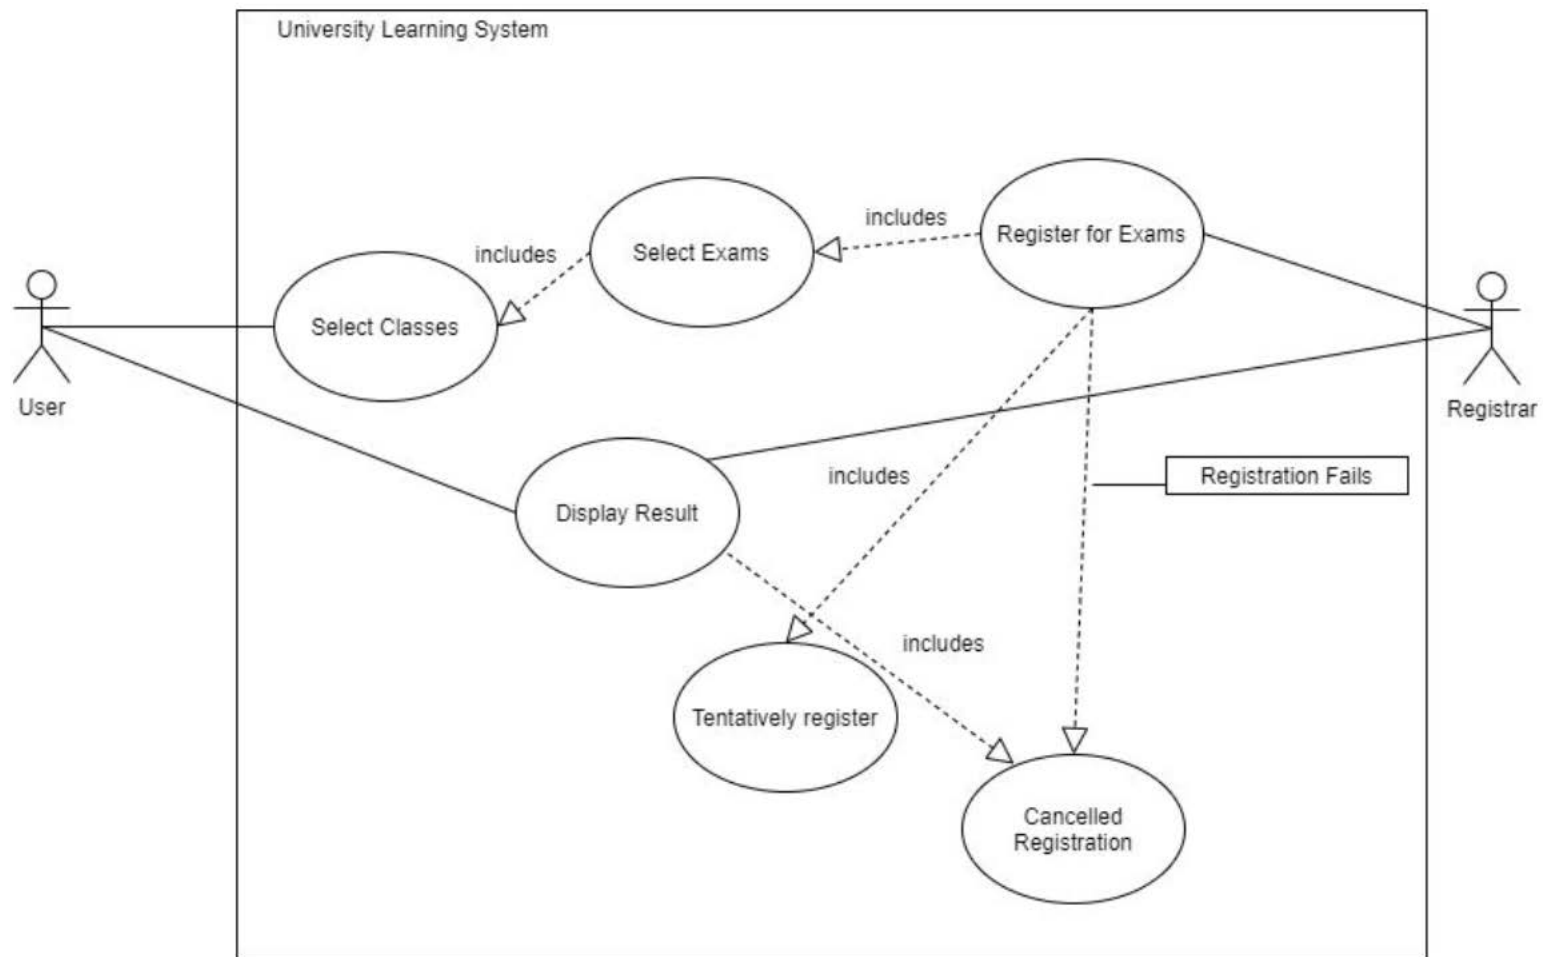 University Learning System
includes
Register for Exams
includes
Select Exams
Select Classes
User
Registrar
includes
Registration Fails
Display Result
includes
Tentatively register
Cancelled
Registration